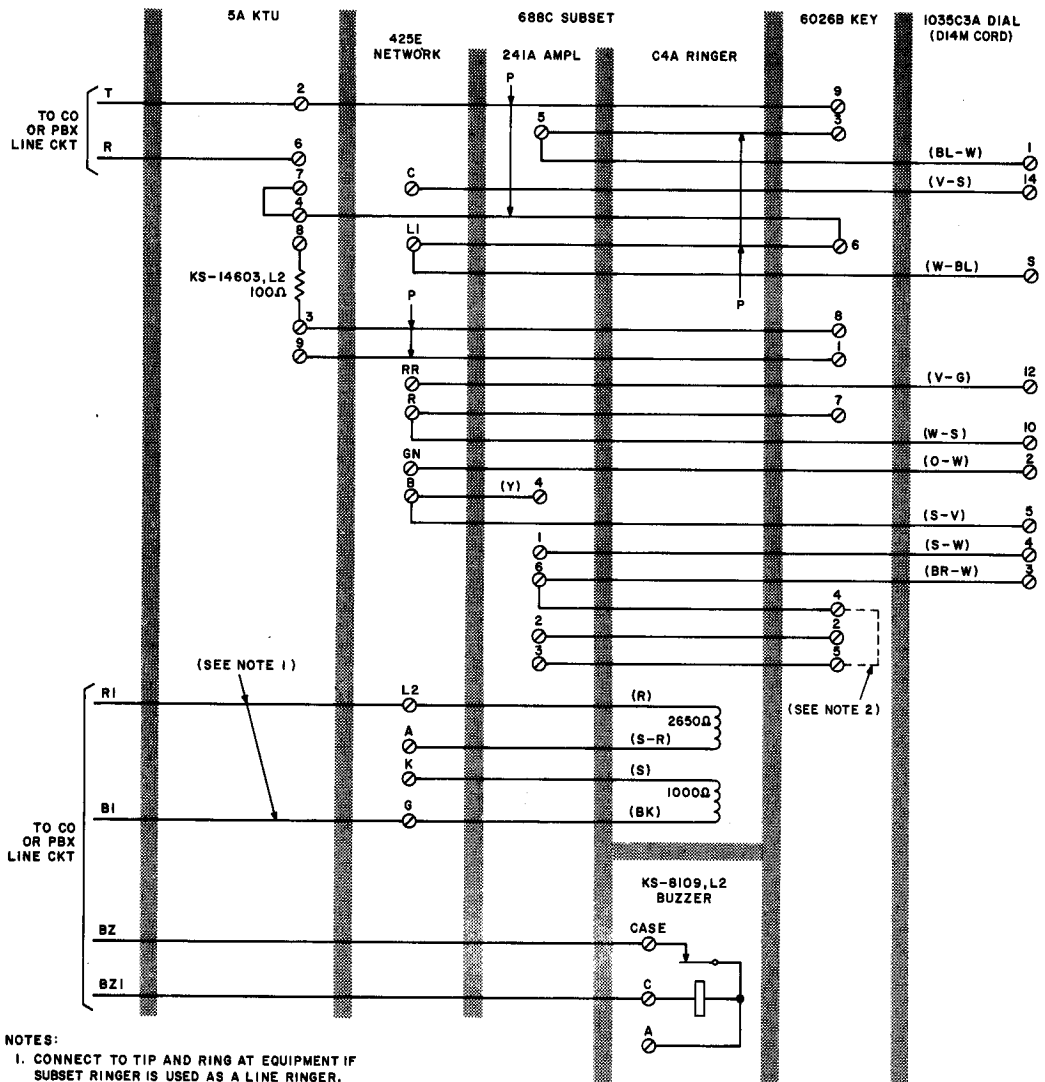 5A KTU
688C SUBSET
6026B KEY
1035C3A DIAL
(D14M CORD)
425E
NETWORK
241A AMPL
C4A RINGER
P
T
2
9
TO CO
OR PBX
LINE CKT
5
3
R
6
(BL-W)
1
7
C
(V-S)
14
4
8
L1
6
KS-14603, L2
100Ω
(W-BL)
S
P
P
3
8
9
1
RR
(V-G)
12
R
7
(W-S)
10
GN
(O-W)
2
B
(Y)
4
(S-V)
5
1
(S-W)
4
6
(BR-W)
3
4
2
2
3
5
(SEE NOTE 1)
(SEE NOTE 2)
R1
L2
(R)
2650Ω
A
(S-R)
K
(S)
1000Ω
B1
G
(BK)
TO CO
OR PBX
LINE CKT
KS-8109, L2
BUZZER
BZ
CASE
BZ1
C
A
NOTES:
1. CONNECT TO TIP AND RING AT EQUIPMENT IF
SUBSET RINGER IS USED AS A LINE RINGER.